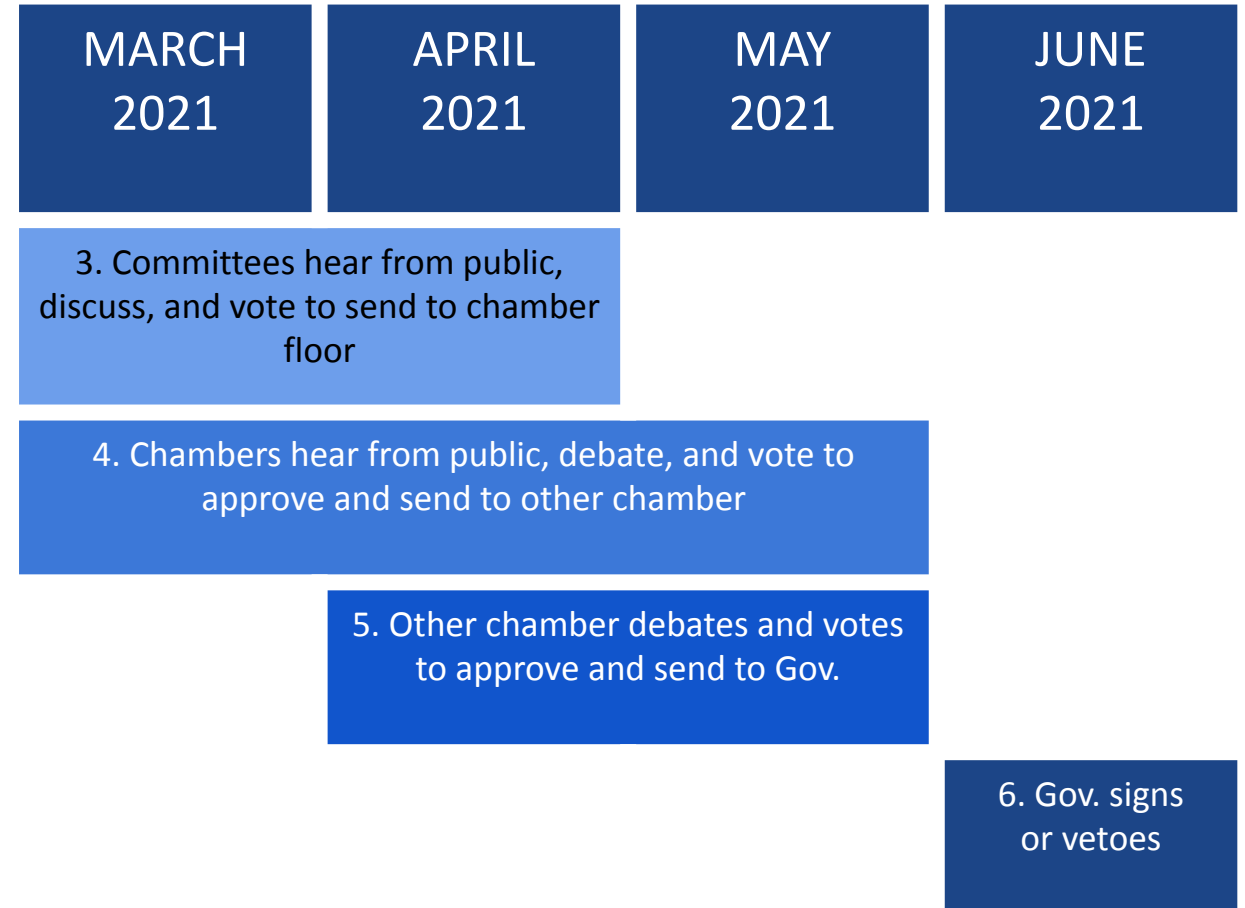 MARCH
2021
APRIL
2021
MAY
2021
JUNE
2021
3. Committees hear from public,
discuss, and vote to send to chamber
floor
4. Chambers hear from public, debate, and vote to
approve and send to other chamber
5. Other chamber debates and votes
to approve and send to Gov.
6. Gov. signs
or vetoes